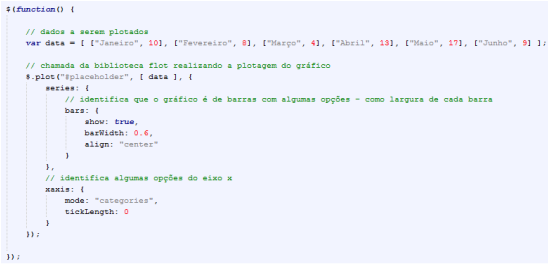 $(function() {
// dados a serem plotados
var data = [ ["Janeiro", 10], ["Fevereiro", 8], ["Março", 4], ["Abril", 13], ["Maio", 17], ["Junho", 9] ];
// chamada da biblioteca flot realizando a plotagem do gráfico
$.plot("#placeholder", [ data ], {
series: {
// identifica que o gráfico é de barras com algumas opções - como largura de cada barra
bars: {
show: true,
barWidth: 0.6,
align: "center"
}
},
// identifica algumas opções do eixo x
xaxis: {
mode: "categories",
tickLength: 0
}
});
});